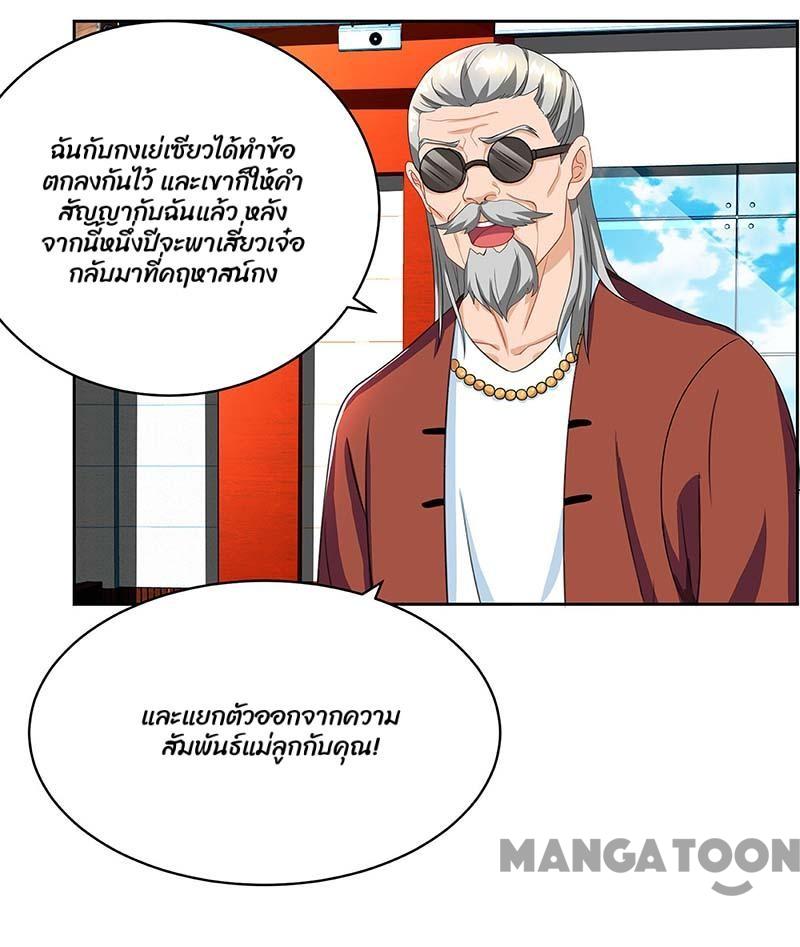 ฉันกับกงเย่เซียวได้ทำข้อ
ตกลงกันไว้ และเขาก็ให้คำ
สัญญากับฉันแล้ว หลัง
จากนี้หนึ่งปีจะพาเสี่ยวเจ๋อ
กลับมาที่คฤหาสน์กง
และแยกตัวออกจากความ
สัมพันธ์แม่ลูกกับคุณ!
MANGATOON